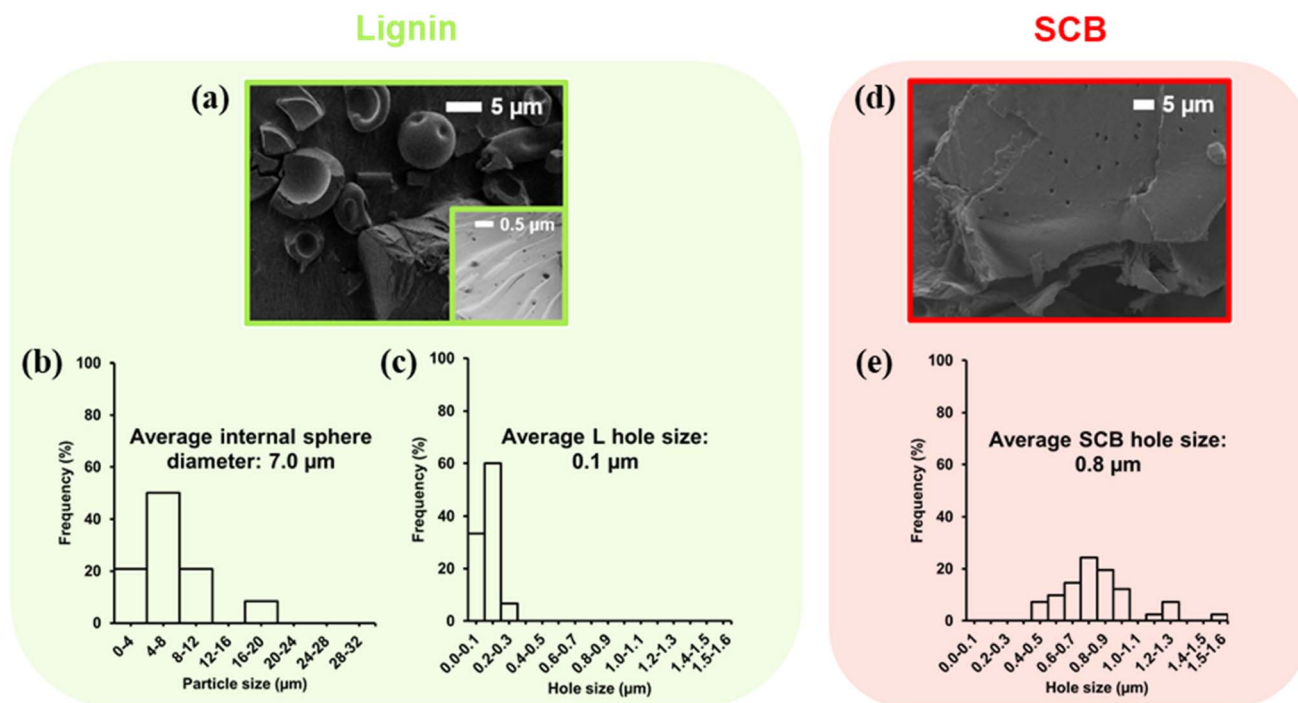 Lignin
SCB
(a)
5 µm
0.5 µm
(d)
5 µm
(b)
100
80
60
40
20
0
Frequency (%)
Average internal sphere
diameter: 7.0 µm
0-4
4-8
8-12
12-16
16-20
20-24
24-28
28-32
Particle size (µm)
(c)
100
80
60
40
20
0
Frequency (%)
Average L hole size:
0.1 µm
0.0-0.1
0.2-0.3
0.4-0.5
0.6-0.7
0.8-0.9
1.0-1.1
1.2-1.3
1.4-1.5
1.5-1.6
Hole size (µm)
(e)
100
80
60
40
20
0
Frequency (%)
Average SCB hole size:
0.8 µm
0.0-0.1
0.2-0.3
0.4-0.5
0.6-0.7
0.8-0.9
1.0-1.1
1.2-1.3
1.4-1.5
1.5-1.6
Hole size (µm)